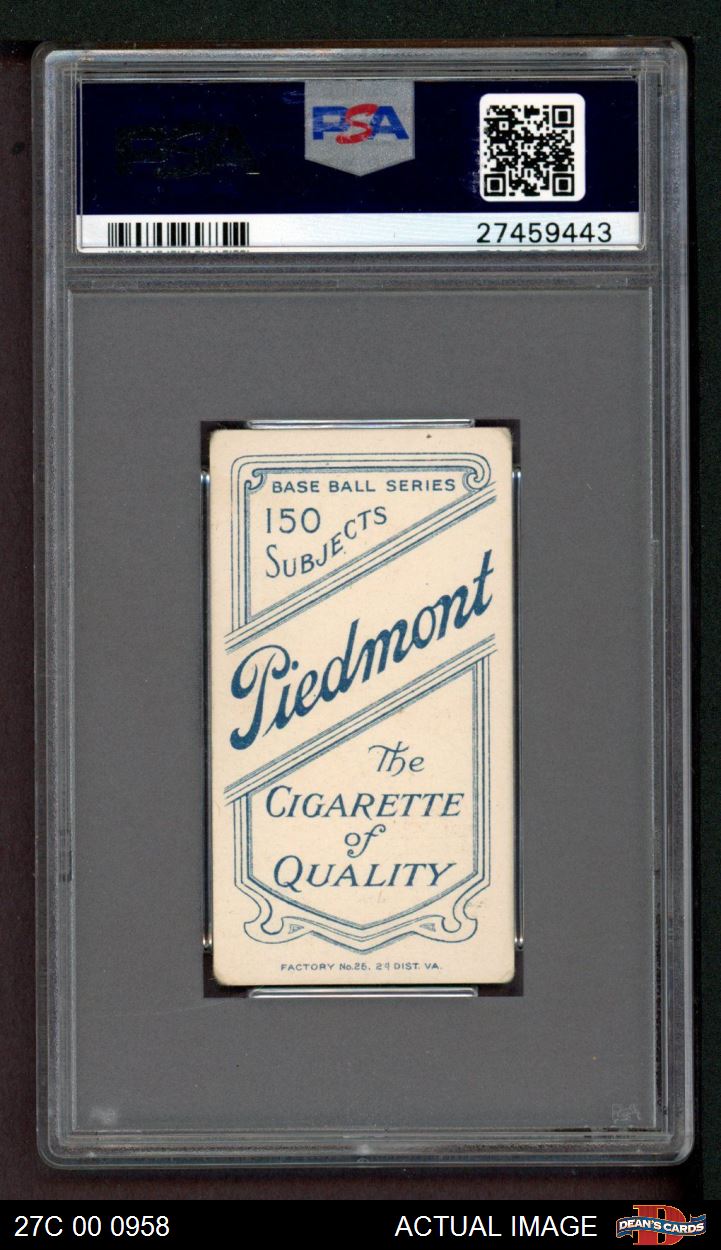 PSA
PSA
27459443
BASE BALL SERIES
150
SUBJECTS
Piedmont
The
CIGARETTE
of
QUALITY
FACTORY No.25, 2d DIST. VA.
27C 00 0958
ACTUAL IMAGE
DEAN'S CARDS